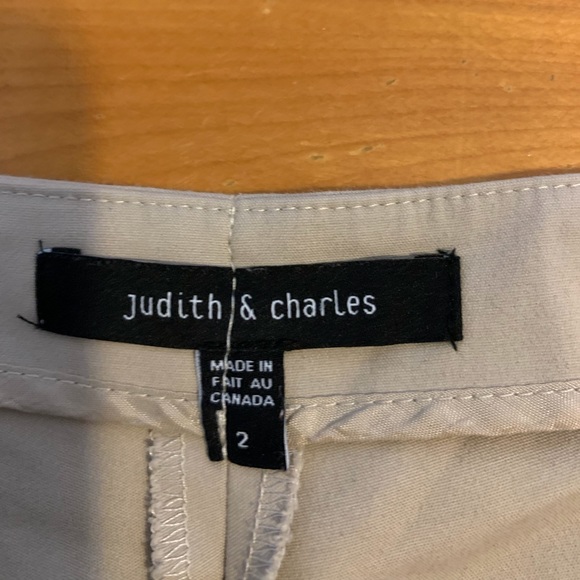 Judith & charles
MADE IN
FAIT AU
CANADA
2